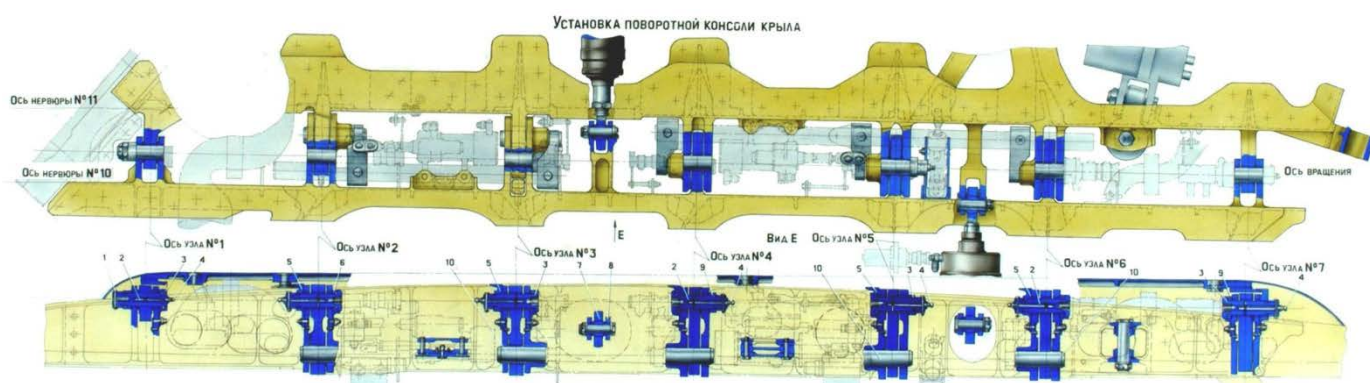 Установка поворотной консоли крыла
Ось нервюры №11
Ось нервюры №10
Ось вращения
Е
Вид Е
Ось узла №1
Ось узла №2
Ось узла №3
Ось узла №4
Ось узла №5
Ось узла №6
Ось узла №7
1 2 3 4 5 6 10 5 3 7 8 2 9 4 10 5 3 4 5 2 10 3 9 4
5